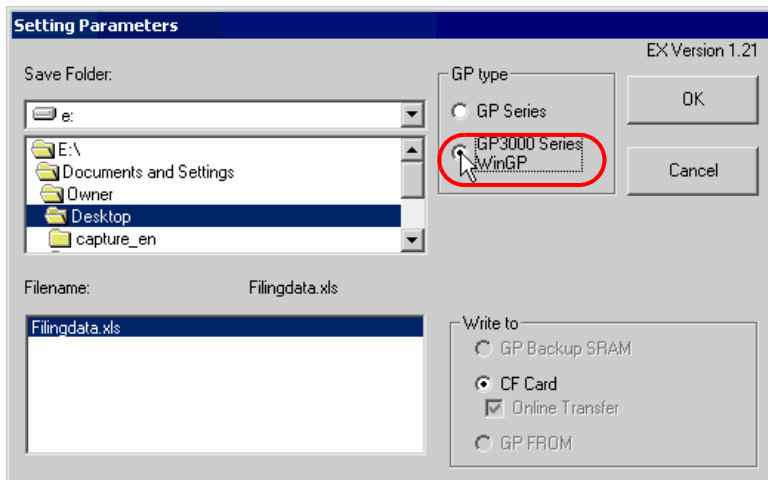 Setting Parameters
EX Version 1.21
Save Folder:
e:
E:\
Documents and Settings
Owner
Desktop
capture_en
GP type
GP Series
GP3000 Series
WinGP
OK
Cancel
Filename:
Filingdata.xls
Filingdata.xls
Write to
GP Backup SRAM
CF Card
Online Transfer
GP FROM